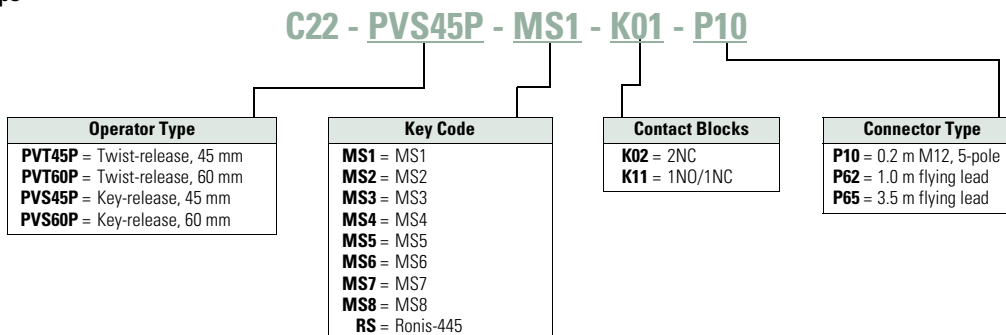 C22 - PVS45P - MS1 - K01 - P10
Operator Type
PVT45P = Twist-release, 45 mm
PVT60P = Twist-release, 60 mm
PVS45P = Key-release, 45 mm
PVS60P = Key-release, 60 mm
Key Code
MS1 = MS1
MS2 = MS2
MS3 = MS3
MS4 = MS4
MS5 = MS5
MS6 = MS6
MS7 = MS7
MS8 = MS8
RS = Ronis-445
Contact Blocks
K02 = 2NC
K11 = 1NO/1NC
Connector Type
P10 = 0.2 m M12, 5-pole
P62 = 1.0 m flying lead
P65 = 3.5 m flying lead